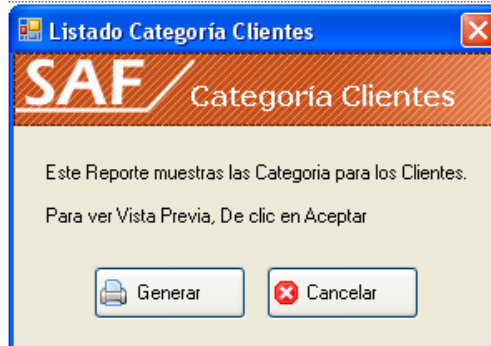 Listado Categoría Clientes
SAF Categoría Clientes
Este Reporte muestras las Categoria para los Clientes.
Para ver Vista Previa, De clic en Aceptar
Generar Cancelar